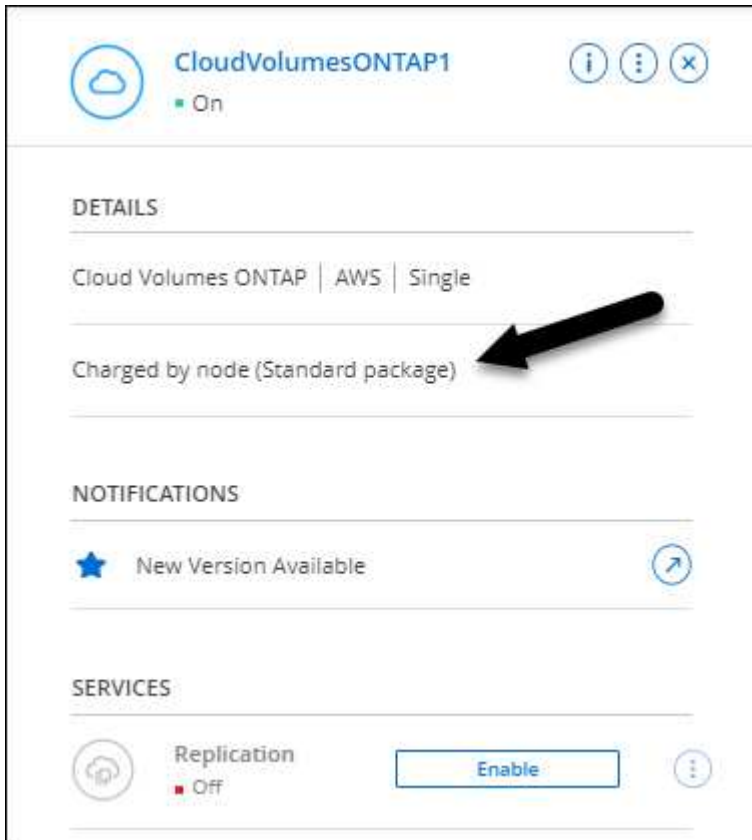 CloudVolumesONTAP1
On
DETAILS
Cloud Volumes ONTAP | AWS | Single
Charged by node (Standard package)
NOTIFICATIONS
New Version Available
SERVICES
Replication
Enable
Off